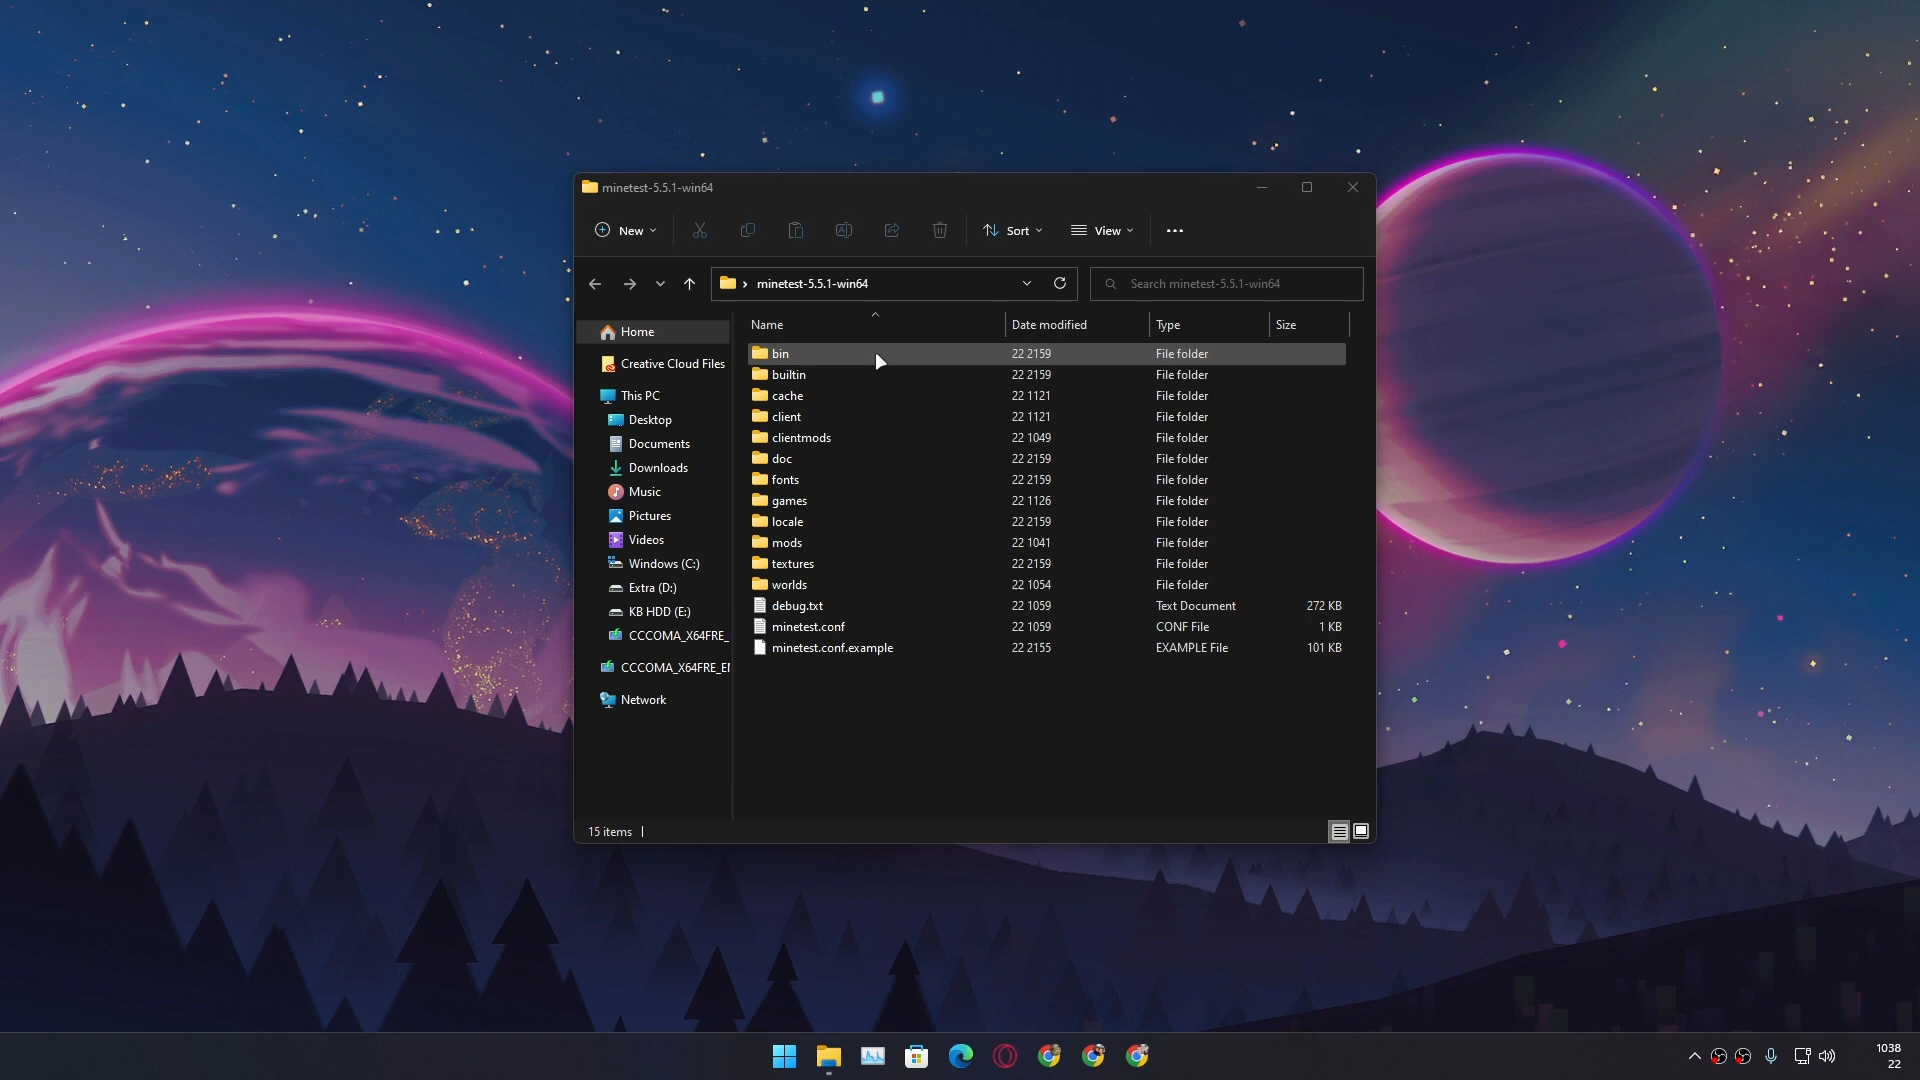 minetest-5.5.1-win64
New
Sort
View
minetest-5.5.1-win64
Search minetest-5.5.1-win64
Home
Creative Cloud Files
This PC
Desktop
Documents
Downloads
Music
Pictures
Videos
Windows (C:)
Extra (D:)
KB HDD (E:)
CCCOMA_X64FRE_
CCCOMA_X64FRE_EN
Network
Name Date modified Type Size
bin 22 2159 File folder
builtin 22 2159 File folder
cache 22 1121 File folder
client 22 1121 File folder
clientmods 22 1049 File folder
doc 22 2159 File folder
fonts 22 2159 File folder
games 22 1126 File folder
locale 22 2159 File folder
mods 22 1041 File folder
textures 22 2159 File folder
worlds 22 1054 File folder
debug.txt 22 1059 Text Document 272 KB
minetest.conf 22 1059 CONF File 1 KB
minetest.conf.example 22 2155 EXAMPLE File 101 KB
15 items
1038
22